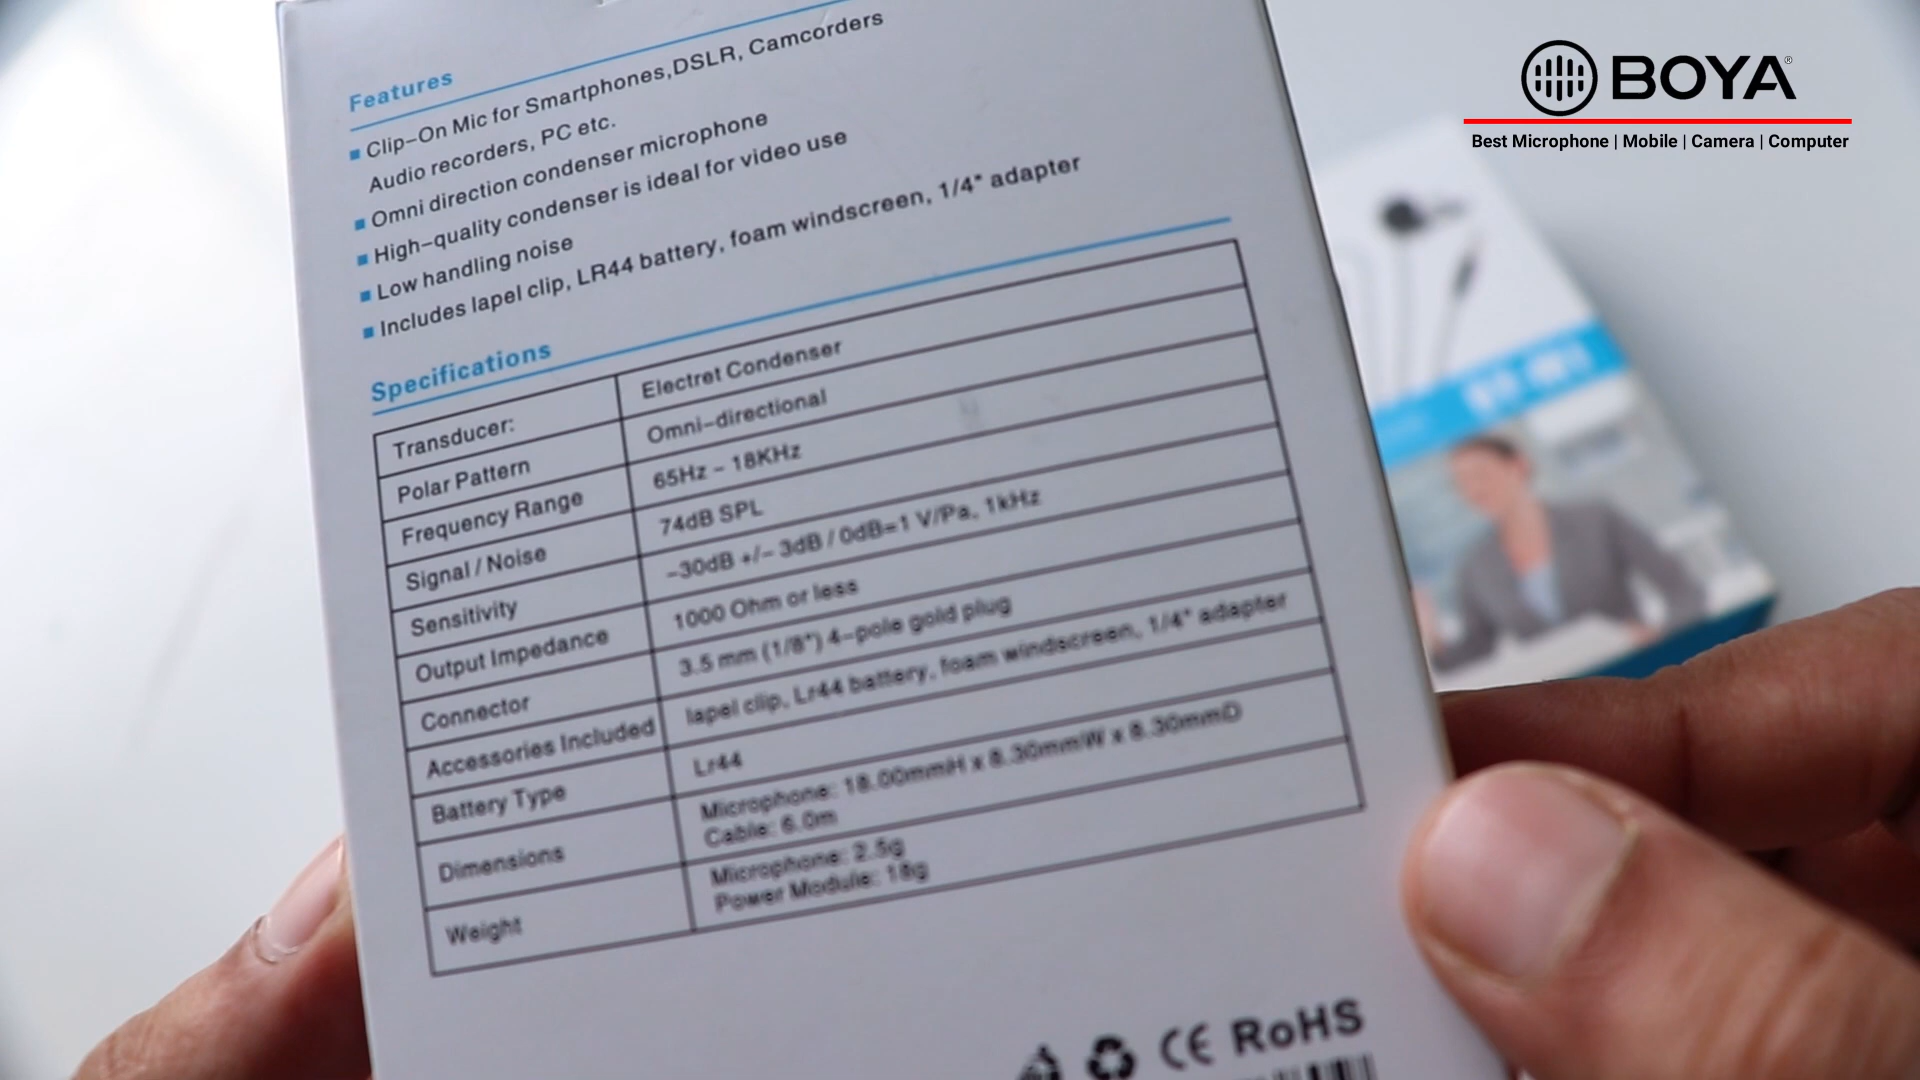 Features
Clip-On Mic for Smartphones,DSLR, Camcorders
Audio recorders, PC etc.
Omni direction condenser microphone
High-quality condenser is ideal for video use
Low handling noise
Includes lapel clip, LR44 battery, foam windscreen, 1/4" adapter
Specifications
Transducer: Electret Condenser
Polar Pattern Omni-directional
Frequency Range 65Hz - 18KHz
Signal / Noise 74dB SPL
Sensitivity -30dB +/- 3dB / 0dB=1 V/Pa, 1kHz
Output Impedance 1000 Ohm or less
Connector 3.5 mm (1/8") 4-pole gold plug
Accessories Included lapel clip, Lr44 battery, foam windscreen, 1/4" adapter
Battery Type Lr44
Dimensions Microphone: 18.00mmH x 8.30mmW x 8.30mmD
Cable: 6.0m
Weight Microphone: 2.5g
Power Module: 18g
CE RoHS
BOYA®
Best Microphone | Mobile | Camera | Computer